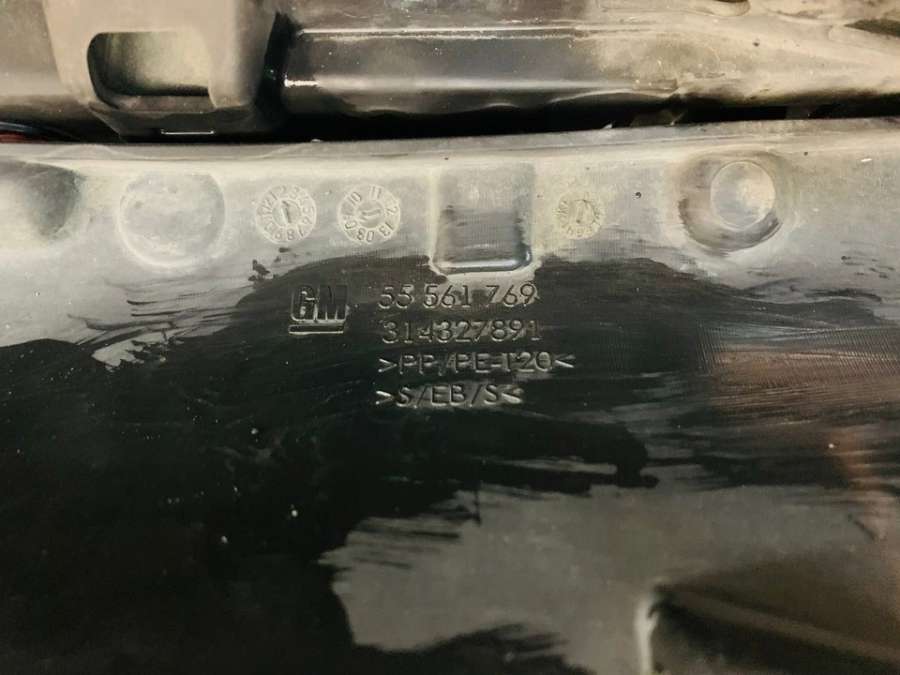 GM 55 561 769
314327891
>PP/PE-T20<
>S/EB/S<